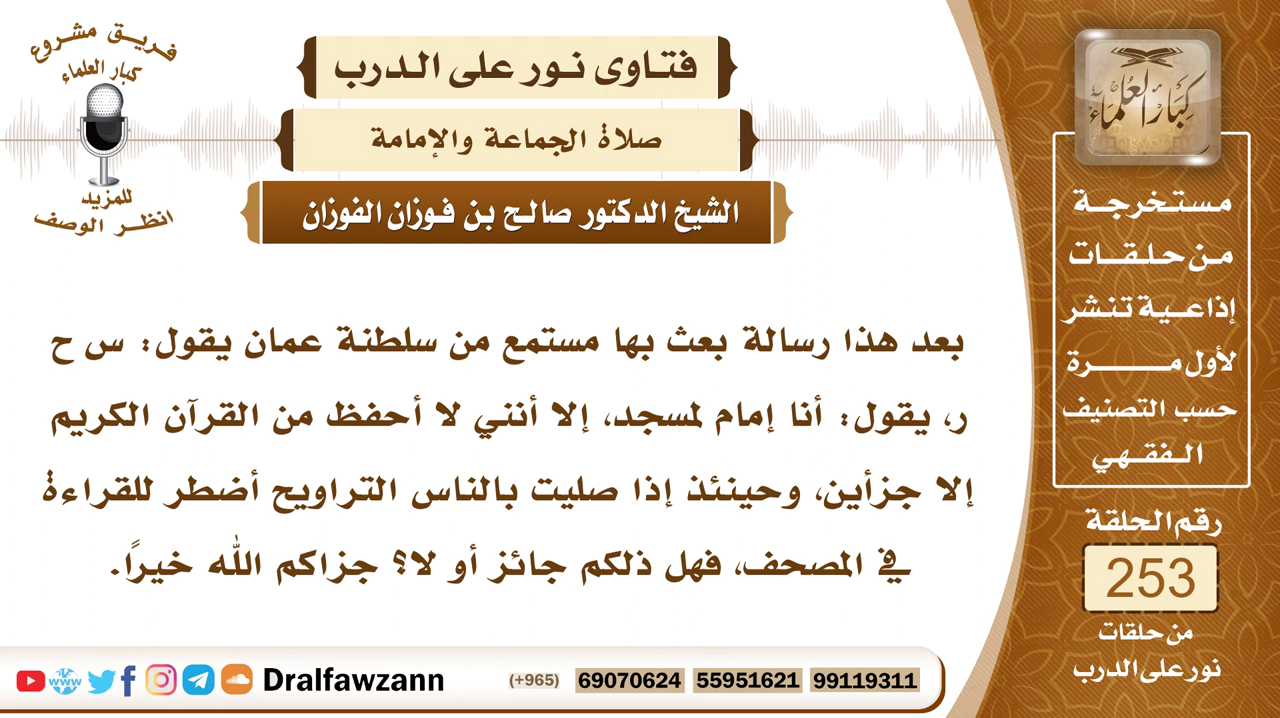 فريق مشروع
كبار العلماء
للمزيد
انظر الوصف
فتاوى نور على الدرب
صلاة الجماعة والإمامة
الشيخ الدكتور صالح بن فوزان الفوزان
بعد هذا رسالة بعث بها مستمع من سلطنة عمان يقول: س ح
ر، يقول: أنا إمام لمسجد، إلا أنني لا أحفظ من القرآن الكريم
إلا جزأين، وحينئذ إذا صليت بالناس التراويح أضطر للقراءة
في المصحف، فهل ذلكم جائز أو لا؟ جزاكم الله خيرًا.
كبار العلماء
مستخرجة
من حلقات
إذاعية تنشر
لأول مرة
حسب التصنيف
الفقهي
رقم الحلقة
253
من حلقات
نور على الدرب
www
Dralfawzann (+965) 69070624 55951621 99119311